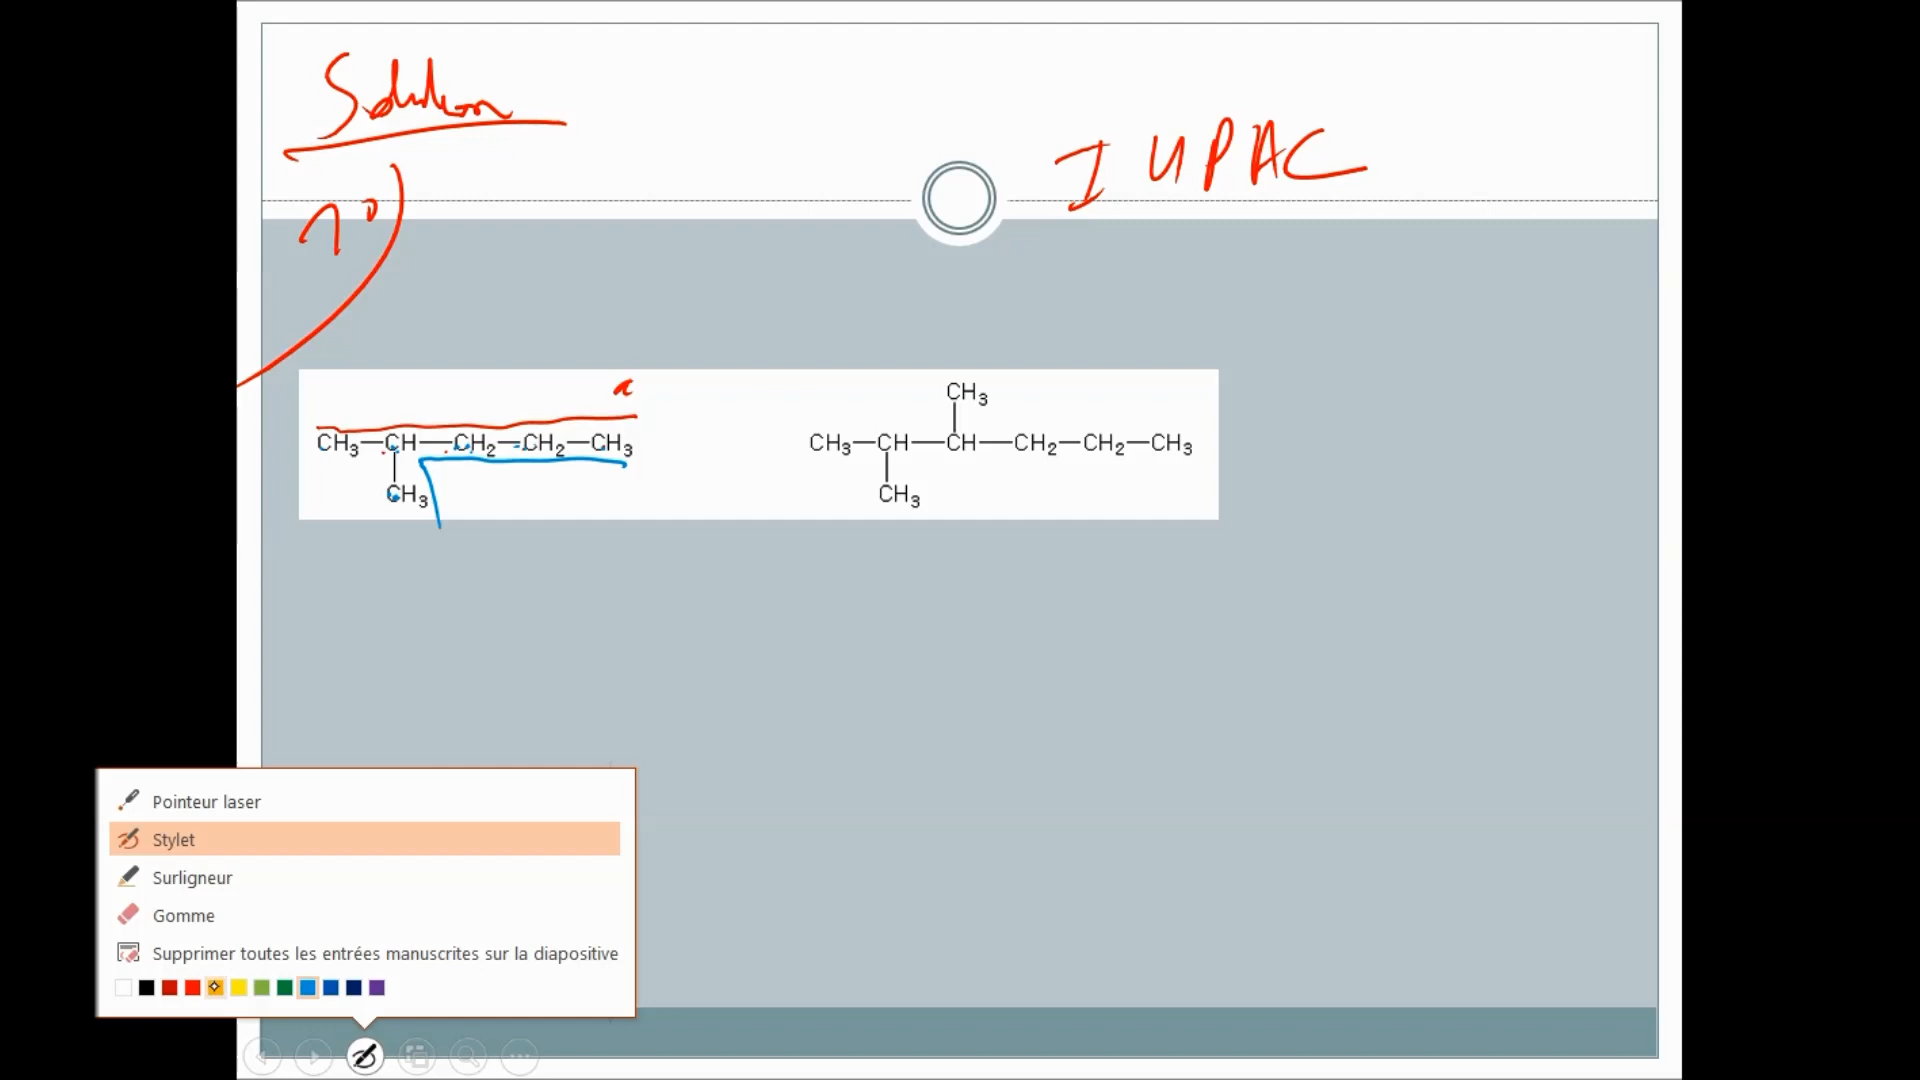 Solution
IUPAC
1°)
a
CH3—CH—CH2—CH2—CH3
CH3
CH3
CH3—CH—CH—CH2—CH2—CH3
CH3
Pointeur laser
Stylet
Surligneur
Gomme
Supprimer toutes les entrées manuscrites sur la diapositive